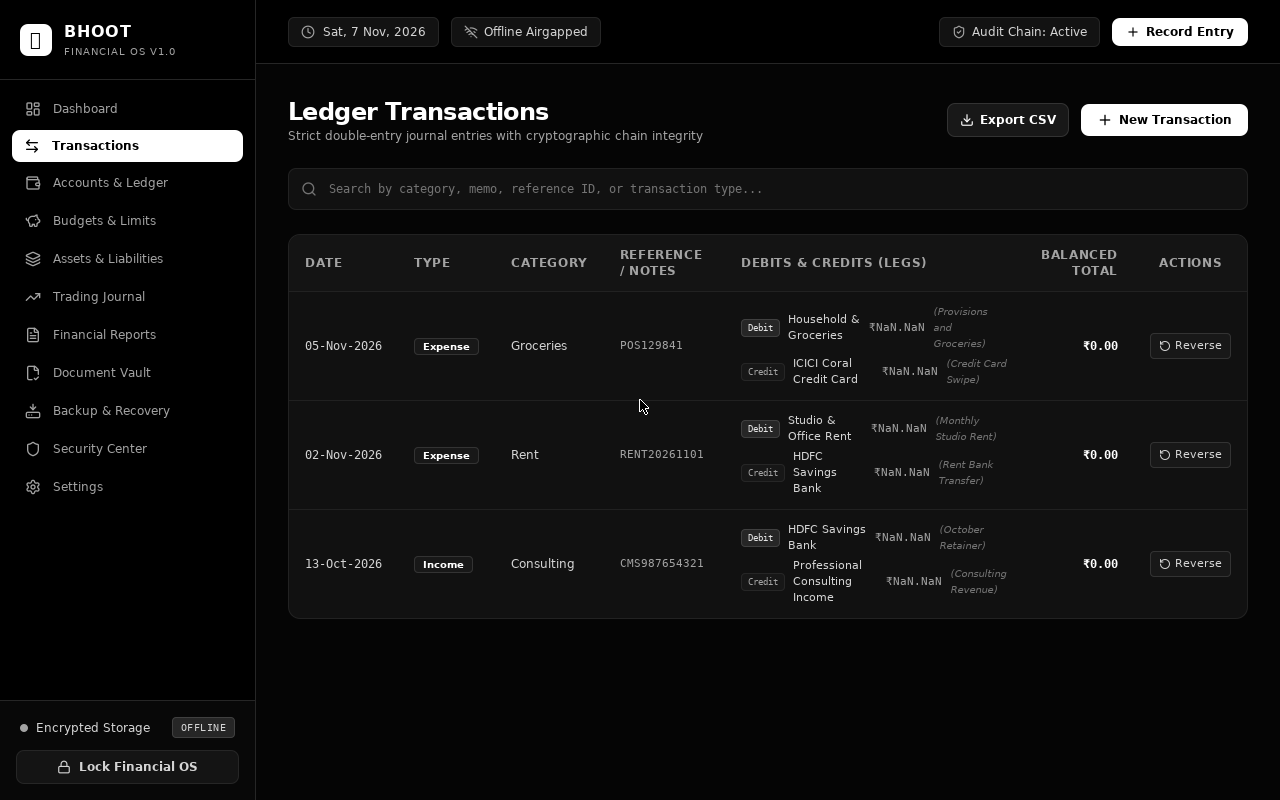 BHOOT
FINANCIAL OS V1.0
Dashboard
Transactions
Accounts & Ledger
Budgets & Limits
Assets & Liabilities
Trading Journal
Financial Reports
Document Vault
Backup & Recovery
Security Center
Settings
Encrypted Storage
OFFLINE
Lock Financial OS
Sat, 7 Nov, 2026
Offline Airgapped
Audit Chain: Active
Record Entry
Ledger Transactions
Strict double-entry journal entries with cryptographic chain integrity
Export CSV
New Transaction
Search by category, memo, reference ID, or transaction type...
DATE
TYPE
CATEGORY
REFERENCE
/ NOTES
DEBITS & CREDITS (LEGS)
BALANCED
TOTAL
ACTIONS
05-Nov-2026
Expense
Groceries
POS129841
Debit
Household &
Groceries
₹NaN.NaN
(Provisions
and
Groceries)
Credit
ICICI Coral
Credit Card
₹NaN.NaN
(Credit Card
Swipe)
₹0.00
Reverse
02-Nov-2026
Expense
Rent
RENT20261101
Debit
Studio &
Office Rent
₹NaN.NaN
(Monthly
Studio Rent)
Credit
HDFC
Savings
Bank
₹NaN.NaN
(Rent Bank
Transfer)
₹0.00
Reverse
13-Oct-2026
Income
Consulting
CMS987654321
Debit
HDFC Savings
Bank
₹NaN.NaN
(October
Retainer)
Credit
Professional
Consulting
Income
₹NaN.NaN
(Consulting
Revenue)
₹0.00
Reverse